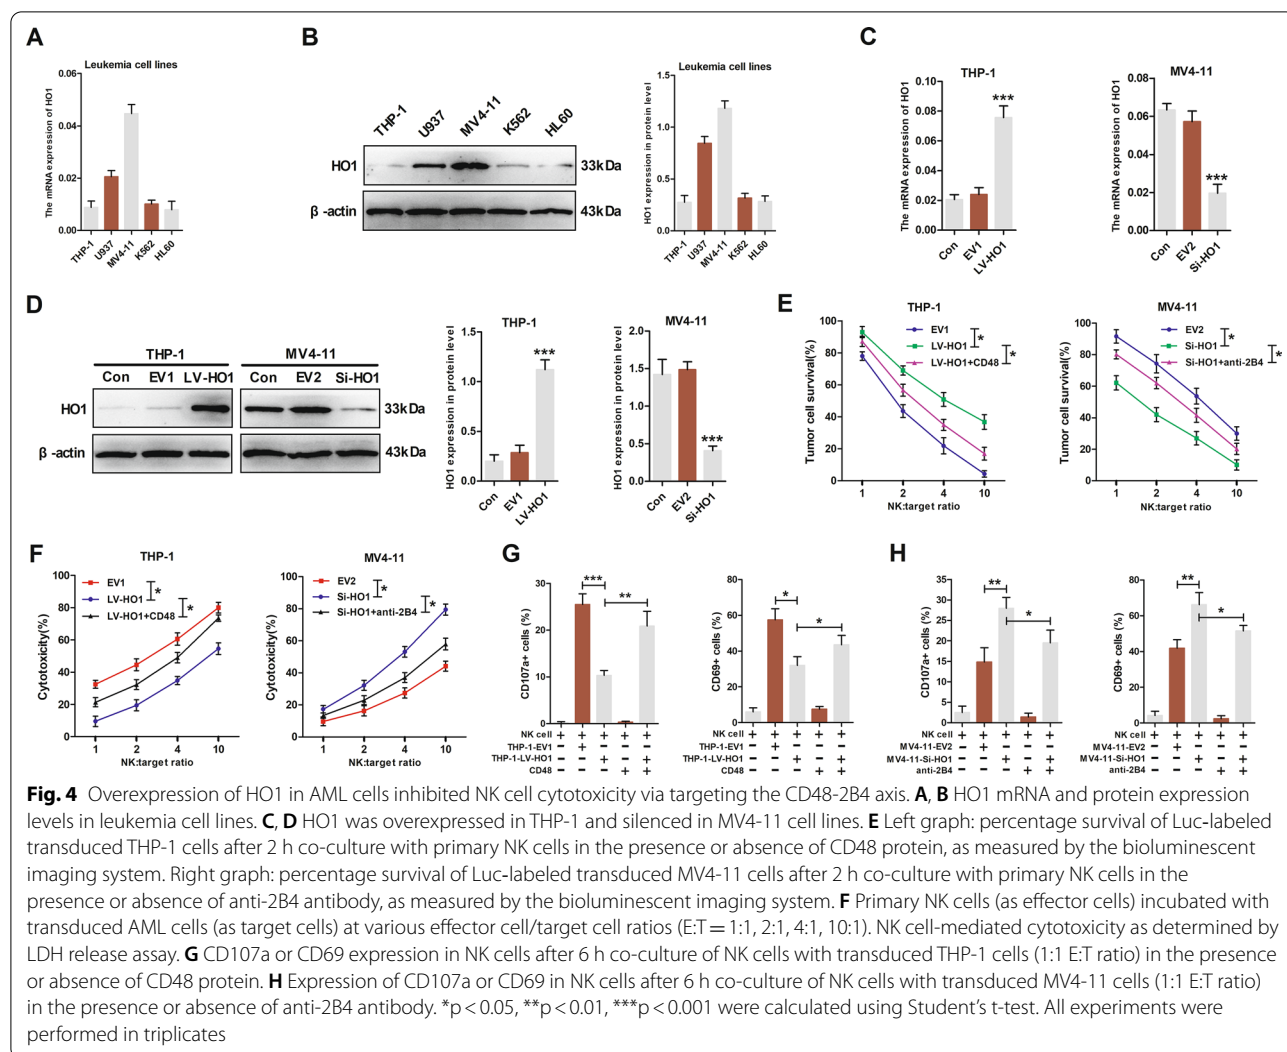 A
Leukemia cell lines
The mRNA expression of HO1
0.06
0.04
0.02
0.00
THP-1
U937
MV4-11
K562
HL60
B
THP-1
U937
MV4-11
K562
HL60
HO1
33kDa
β -actin
43kDa
Leukemia cell lines
HO1 expression in protein level
1.5
1.0
0.5
0.0
THP-1
U937
MV4-11
K562
HL60
C
THP-1
The mRNA expression of HO1
0.10
0.08
0.06
0.04
0.02
0.00
***
Con
EV1
LV-HO1
MV4-11
The mRNA expression of HO1
0.08
0.06
0.04
0.02
0.00
***
Con
EV2
Si-HO1
D
THP-1
MV4-11
Con EV1 LV-HO1 Con EV2 Si-HO1
HO1
33kDa
β -actin
43kDa
THP-1
HO1 expression in protein level
1.5
1.0
0.5
0.0
***
Con
EV1
LV-HO1
MV4-11
HO1 expression in protein level
2.0
1.5
1.0
0.5
0.0
***
Con
EV2
Si-HO1
E
THP-1
Tumor cell survival(%)
100
80
60
40
20
0
EV1
LV-HO1
LV-HO1+CD48
*
*
1 2 4 10
NK:target ratio
MV4-11
Tumor cell survival(%)
100
80
60
40
20
0
EV2
Si-HO1
Si-HO1+anti-2B4
*
*
1 2 4 10
NK:target ratio
F
THP-1
Cytotoxicity(%)
100
80
60
40
20
0
EV1
LV-HO1
LV-HO1+CD48
*
*
1 2 4 10
NK:target ratio
MV4-11
Cytotoxicity(%)
100
80
60
40
20
0
EV2
Si-HO1
Si-HO1+anti-2B4
*
*
1 2 4 10
NK:target ratio
G
CD107a+ cells (%)
30
20
10
0
***
**
NK cell + + + + +
THP-1-EV1 − + − − −
THP-1-LV-HO1 − − + − +
CD48 − − − + +
CD69+ cells (%)
80
60
40
20
0
*
*
NK cell + + + + +
THP-1-EV1 − + − − −
THP-1-LV-HO1 − − + − +
CD48 − − − + +
H
CD107a+ cells (%)
35
30
25
20
15
10
5
0
**
*
NK cell + + + + +
MV4-11-EV2 − + − − −
MV4-11-Si-HO1 − − + − +
anti-2B4 − − − + +
CD69+ cells (%)
80
60
40
20
0
**
*
NK cell + + + + +
MV4-11-EV2 − + − − −
MV4-11-Si-HO1 − − + − +
anti-2B4 − − − + +
Fig. 4 Overexpression of HO1 in AML cells inhibited NK cell cytotoxicity via targeting the CD48-2B4 axis. A, B HO1 mRNA and protein expression
levels in leukemia cell lines. C, D HO1 was overexpressed in THP-1 and silenced in MV4-11 cell lines. E Left graph: percentage survival of Luc-labeled
transduced THP-1 cells after 2 h co-culture with primary NK cells in the presence or absence of CD48 protein, as measured by the bioluminescent
imaging system. Right graph: percentage survival of Luc-labeled transduced MV4-11 cells after 2 h co-culture with primary NK cells in the
presence or absence of anti-2B4 antibody, as measured by the bioluminescent imaging system. F Primary NK cells (as effector cells) incubated with
transduced AML cells (as target cells) at various effector cell/target cell ratios (E:T = 1:1, 2:1, 4:1, 10:1). NK cell-mediated cytotoxicity as determined by
LDH release assay. G CD107a or CD69 expression in NK cells after 6 h co-culture of NK cells with transduced THP-1 cells (1:1 E:T ratio) in the presence
or absence of CD48 protein. H Expression of CD107a or CD69 in NK cells after 6 h co-culture of NK cells with transduced MV4-11 cells (1:1 E:T ratio)
in the presence or absence of anti-2B4 antibody. *p < 0.05, **p < 0.01, ***p < 0.001 were calculated using Student's t-test. All experiments were
performed in triplicates